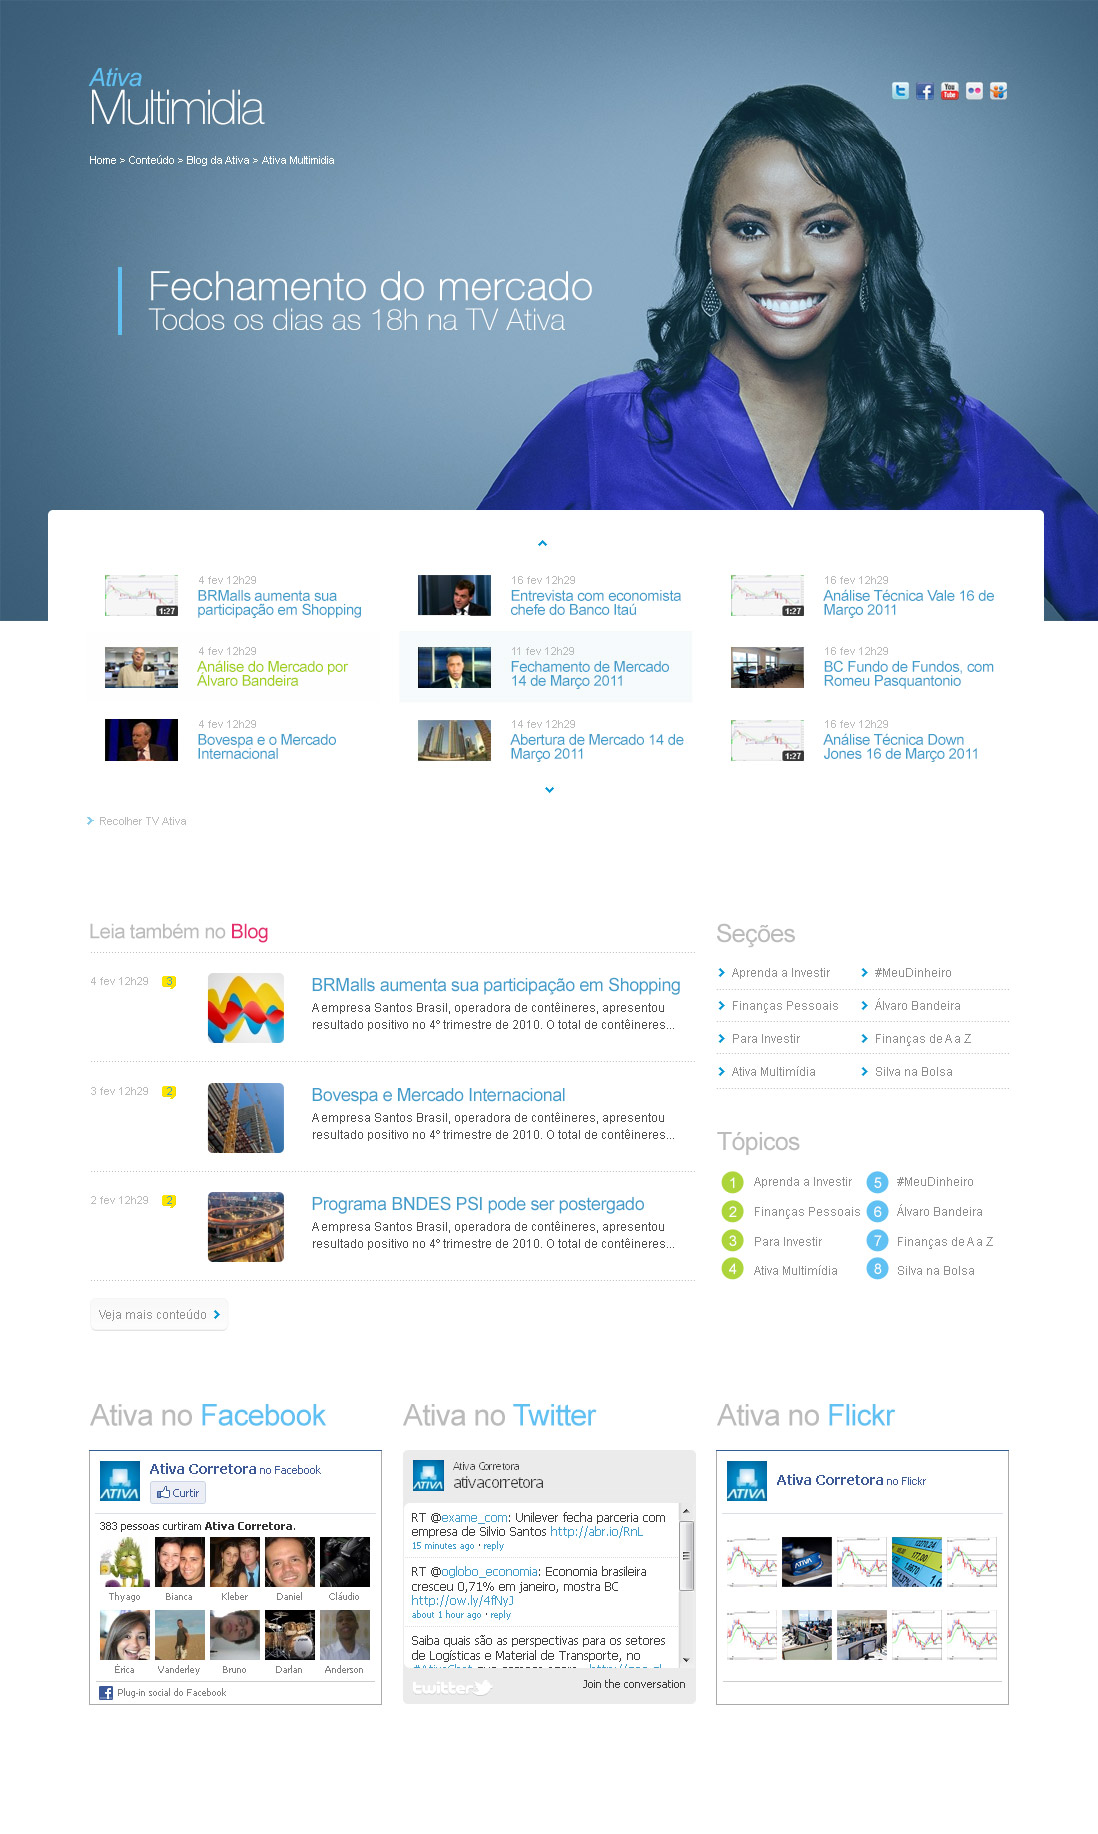 Ativa
Multimidia
Home > Conteúdo > Blog da Ativa > Ativa Multimidia
You
Tube
Fechamento do mercado
Todos os dias as 18h na TV Ativa
4 fev 12h29
BRMalls aumenta sua
participação em Shopping
1:27
16 fev 12h29
Entrevista com economista
chefe do Banco Itaú
16 fev 12h29
Análise Técnica Vale 16 de
Março 2011
1:27
4 fev 12h29
Análise do Mercado por
Álvaro Bandeira
11 fev 12h29
Fechamento de Mercado
14 de Março 2011
16 fev 12h29
BC Fundo de Fundos, com
Romeu Pasquantonio
4 fev 12h29
Bovespa e o Mercado
Internacional
14 fev 12h29
Abertura de Mercado 14 de
Março 2011
16 fev 12h29
Análise Técnica Down
Jones 16 de Março 2011
1:27
Recolher TV Ativa
Leia também no Blog
4 fev 12h29
3
BRMalls aumenta sua participação em Shopping
A empresa Santos Brasil, operadora de contêineres, apresentou
resultado positivo no 4º trimestre de 2010. O total de contêineres...
3 fev 12h29
2
Bovespa e Mercado Internacional
A empresa Santos Brasil, operadora de contêineres, apresentou
resultado positivo no 4º trimestre de 2010. O total de contêineres...
2 fev 12h29
2
Programa BNDES PSI pode ser postergado
A empresa Santos Brasil, operadora de contêineres, apresentou
resultado positivo no 4º trimestre de 2010. O total de contêineres...
Veja mais conteúdo
Seções
Aprenda a Investir
#MeuDinheiro
Finanças Pessoais
Álvaro Bandeira
Para Investir
Finanças de A a Z
Ativa Multimídia
Silva na Bolsa
Tópicos
1 Aprenda a Investir
5 #MeuDinheiro
2 Finanças Pessoais
6 Álvaro Bandeira
3 Para Investir
7 Finanças de A a Z
4 Ativa Multimídia
8 Silva na Bolsa
Ativa no Facebook
ATIVA
Ativa Corretora no Facebook
Curtir
383 pessoas curtiram Ativa Corretora.
Thyago Bianca Kleber Daniel Cláudio
Érica Vanderley Bruno Darlan Anderson
Plug-in social do Facebook
Ativa no Twitter
ATIVA
Ativa Corretora
ativacorretora
RT @exame_com: Unilever fecha parceria com
empresa de Silvio Santos http://abr.io/RnL
15 minutes ago · reply
RT @oglobo_economia: Economia brasileira
cresceu 0,71% em janeiro, mostra BC
http://ow.ly/4fNyJ
about 1 hour ago · reply
Saiba quais são as perspectivas para os setores
de Logísticas e Material de Transporte, no
twitter
Join the conversation
Ativa no Flickr
ATIVA
Ativa Corretora no Flickr
ATIVA
177.00